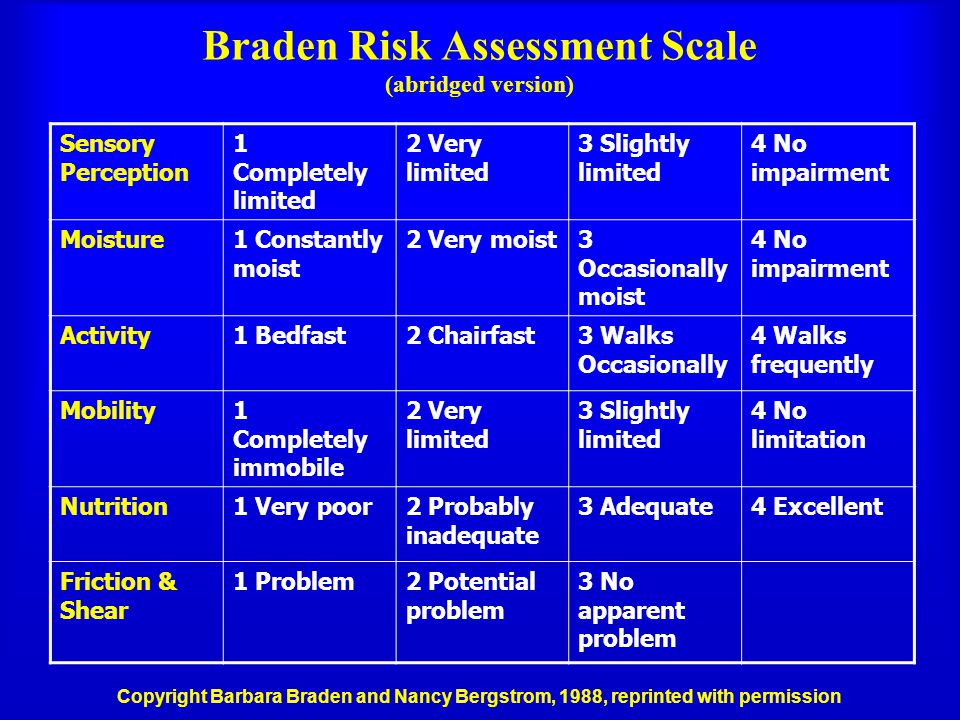 Braden Risk Assessment Scale
(abridged version)
Sensory
Perception
1
Completely
limited
2 Very
limited
3 Slightly
limited
4 No
impairment
Moisture
1 Constantly
moist
2 Very moist
3
Occasionally
moist
4 No
impairment
Activity
1 Bedfast
2 Chairfast
3 Walks
Occasionally
4 Walks
frequently
Mobility
1
Completely
immobile
2 Very
limited
3 Slightly
limited
4 No
limitation
Nutrition
1 Very poor
2 Probably
inadequate
3 Adequate
4 Excellent
Friction &
Shear
1 Problem
2 Potential
problem
3 No
apparent
problem
Copyright Barbara Braden and Nancy Bergstrom, 1988, reprinted with permission